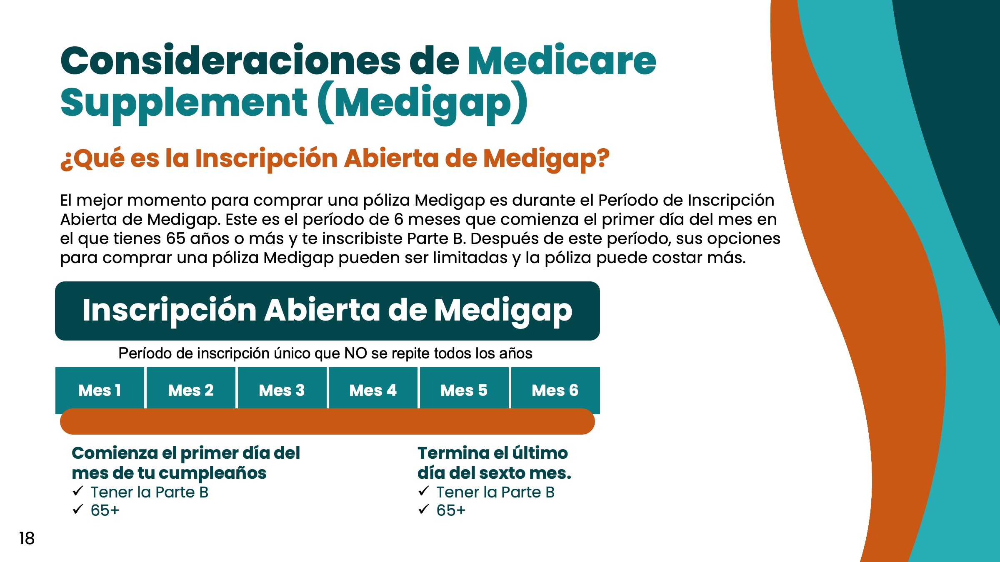 Consideraciones de Medicare
Supplement (Medigap)
¿Qué es la Inscripción Abierta de Medigap?
El mejor momento para comprar una póliza Medigap es durante el Período de Inscripción
Abierta de Medigap. Este es el período de 6 meses que comienza el primer día del mes en
el que tienes 65 años o más y te inscribiste Parte B. Después de este período, sus opciones
para comprar una póliza Medigap pueden ser limitadas y la póliza puede costar más.
Inscripción Abierta de Medigap
Período de inscripción único que NO se repite todos los años
Mes 1 Mes 2 Mes 3 Mes 4 Mes 5 Mes 6
Comienza el primer día del
mes de tu cumpleaños
✓ Tener la Parte B
✓ 65+
Termina el último
día del sexto mes.
✓ Tener la Parte B
✓ 65+
18